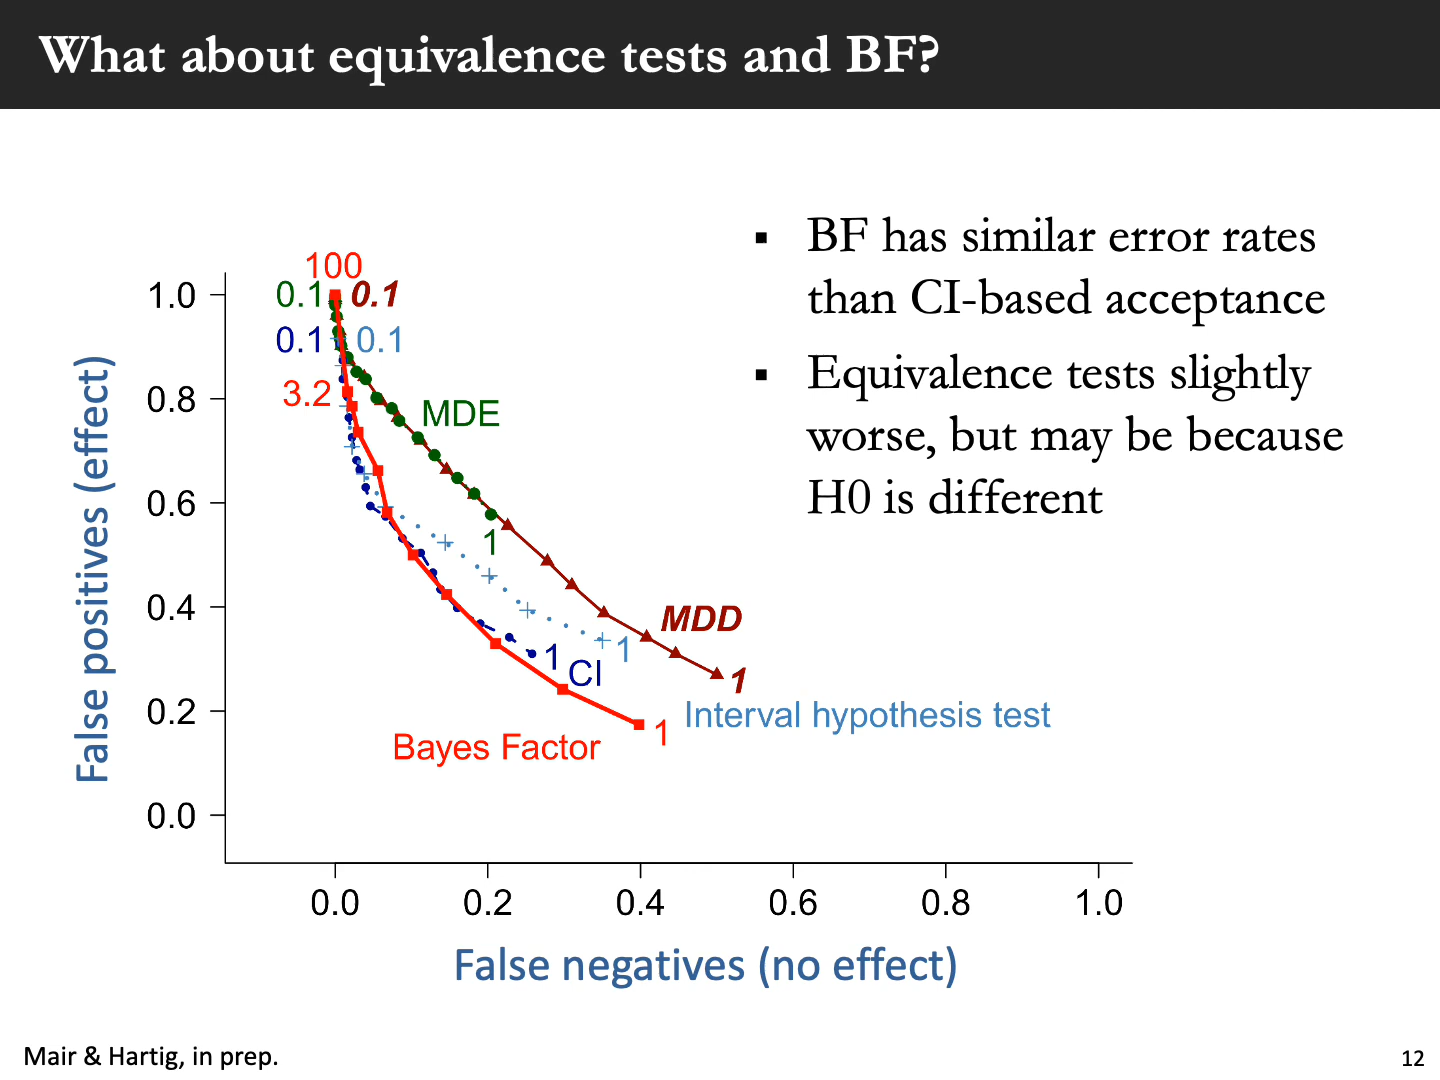 What about equivalence tests and BF?
▪ BF has similar error rates
than CI-based acceptance
▪ Equivalence tests slightly
worse, but may be because
H0 is different
False positives (effect)
1.0
0.8
0.6
0.4
0.2
0.0
100
0.1
0.1
0.1
0.1
3.2
MDE
1
MDD
1
1
1
CI
Interval hypothesis test
1
Bayes Factor
0.0 0.2 0.4 0.6 0.8 1.0
False negatives (no effect)
Mair & Hartig, in prep.
12